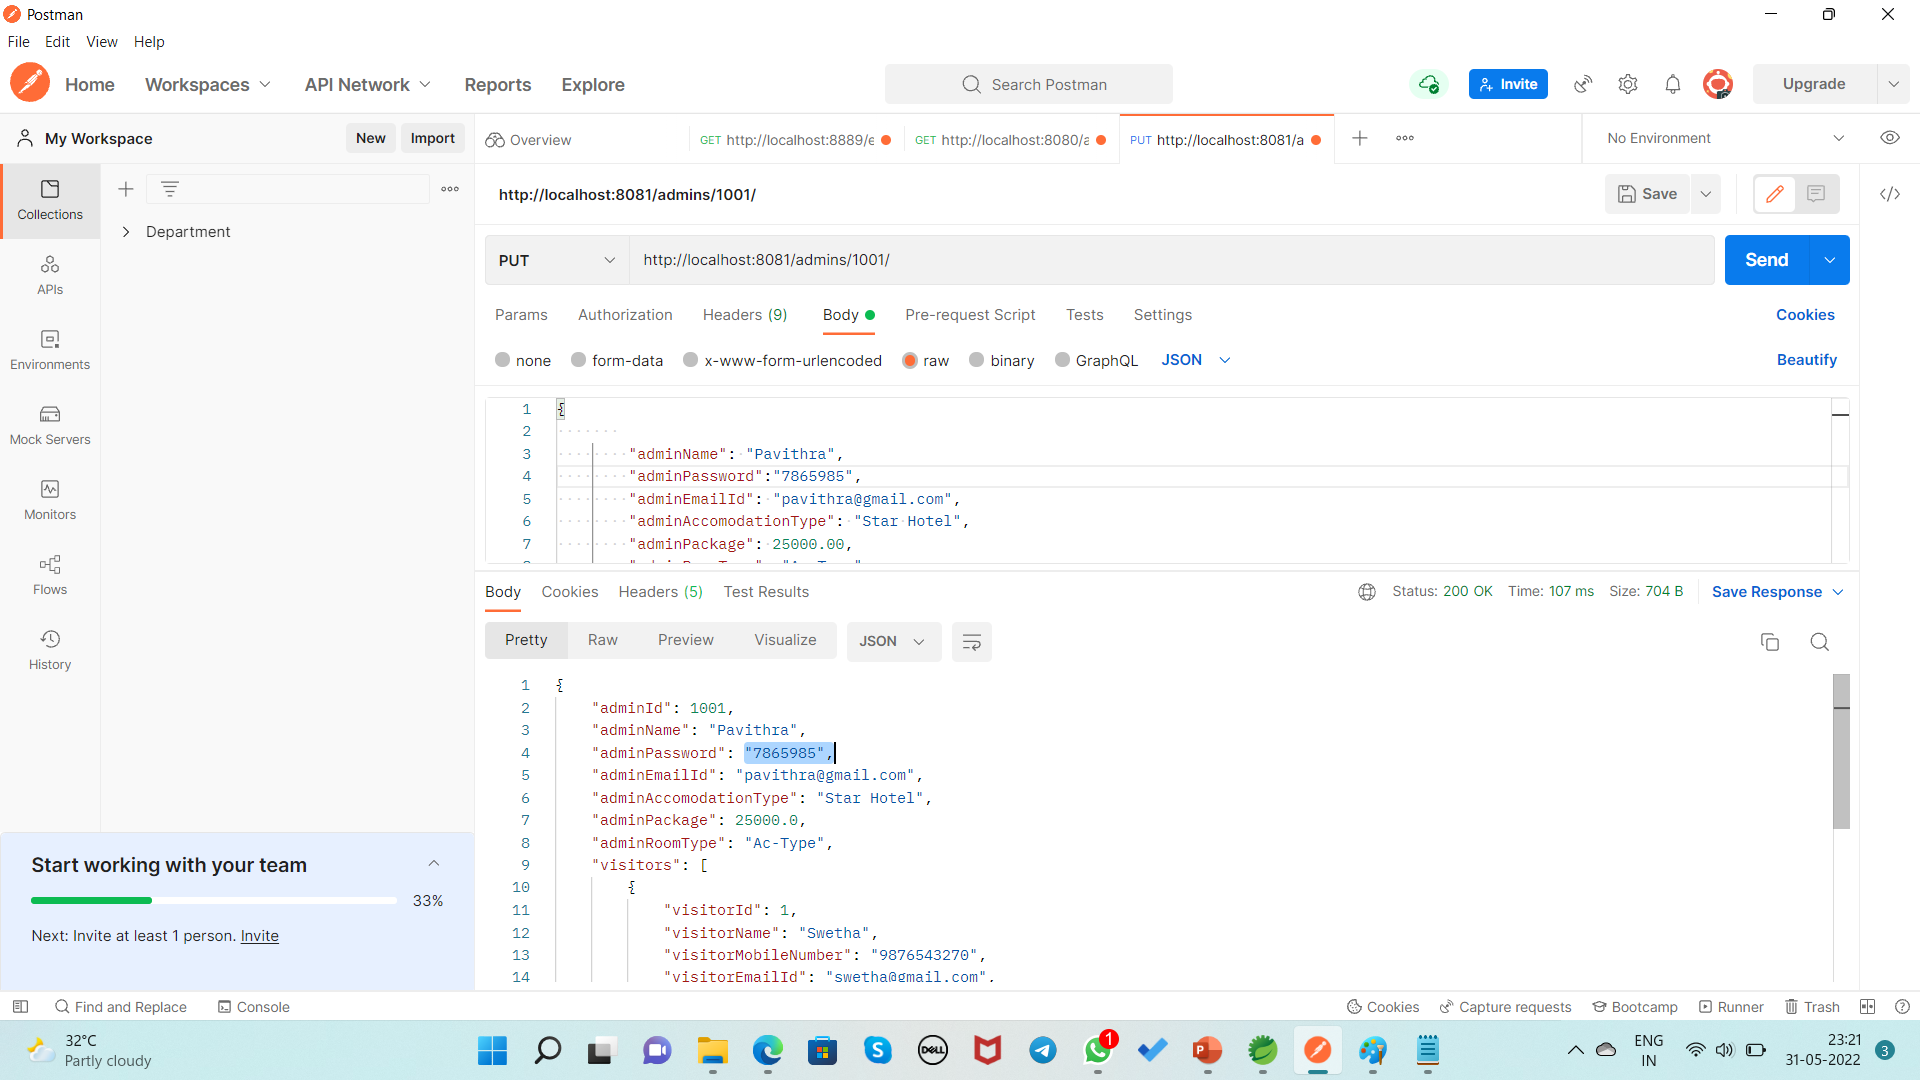 Postman
File Edit View Help
Home Workspaces API Network Reports Explore
Search Postman
Invite
Upgrade
My Workspace New Import
Overview
GET http://localhost:8889/e
GET http://localhost:8080/a
PUT http://localhost:8081/a
No Environment
Collections
APIs
Environments
Mock Servers
Monitors
Flows
History
Department
http://localhost:8081/admins/1001/
Save
PUT http://localhost:8081/admins/1001/ Send
Params Authorization Headers (9) Body Pre-request Script Tests Settings Cookies
none form-data x-www-form-urlencoded raw binary GraphQL JSON Beautify
1 {
2
3 "adminName": "Pavithra",
4 "adminPassword":"7865985",
5 "adminEmailId": "pavithra@gmail.com",
6 "adminAccomodationType": "Star Hotel",
7 "adminPackage": 25000.00,
Body Cookies Headers (5) Test Results
Status: 200 OK Time: 107 ms Size: 704 B Save Response
Pretty Raw Preview Visualize JSON
1 {
2 "adminId": 1001,
3 "adminName": "Pavithra",
4 "adminPassword": "7865985",
5 "adminEmailId": "pavithra@gmail.com",
6 "adminAccomodationType": "Star Hotel",
7 "adminPackage": 25000.0,
8 "adminRoomType": "Ac-Type",
9 "visitors": [
10 {
11 "visitorId": 1,
12 "visitorName": "Swetha",
13 "visitorMobileNumber": "9876543270",
14 "visitorEmailId": "swetha@gmail.com",
Start working with your team
33%
Next: Invite at least 1 person. Invite
Find and Replace Console
Cookies Capture requests Bootcamp Runner Trash
32°C
Partly cloudy
DELL
1
ENG
IN
23:21
31-05-2022
3